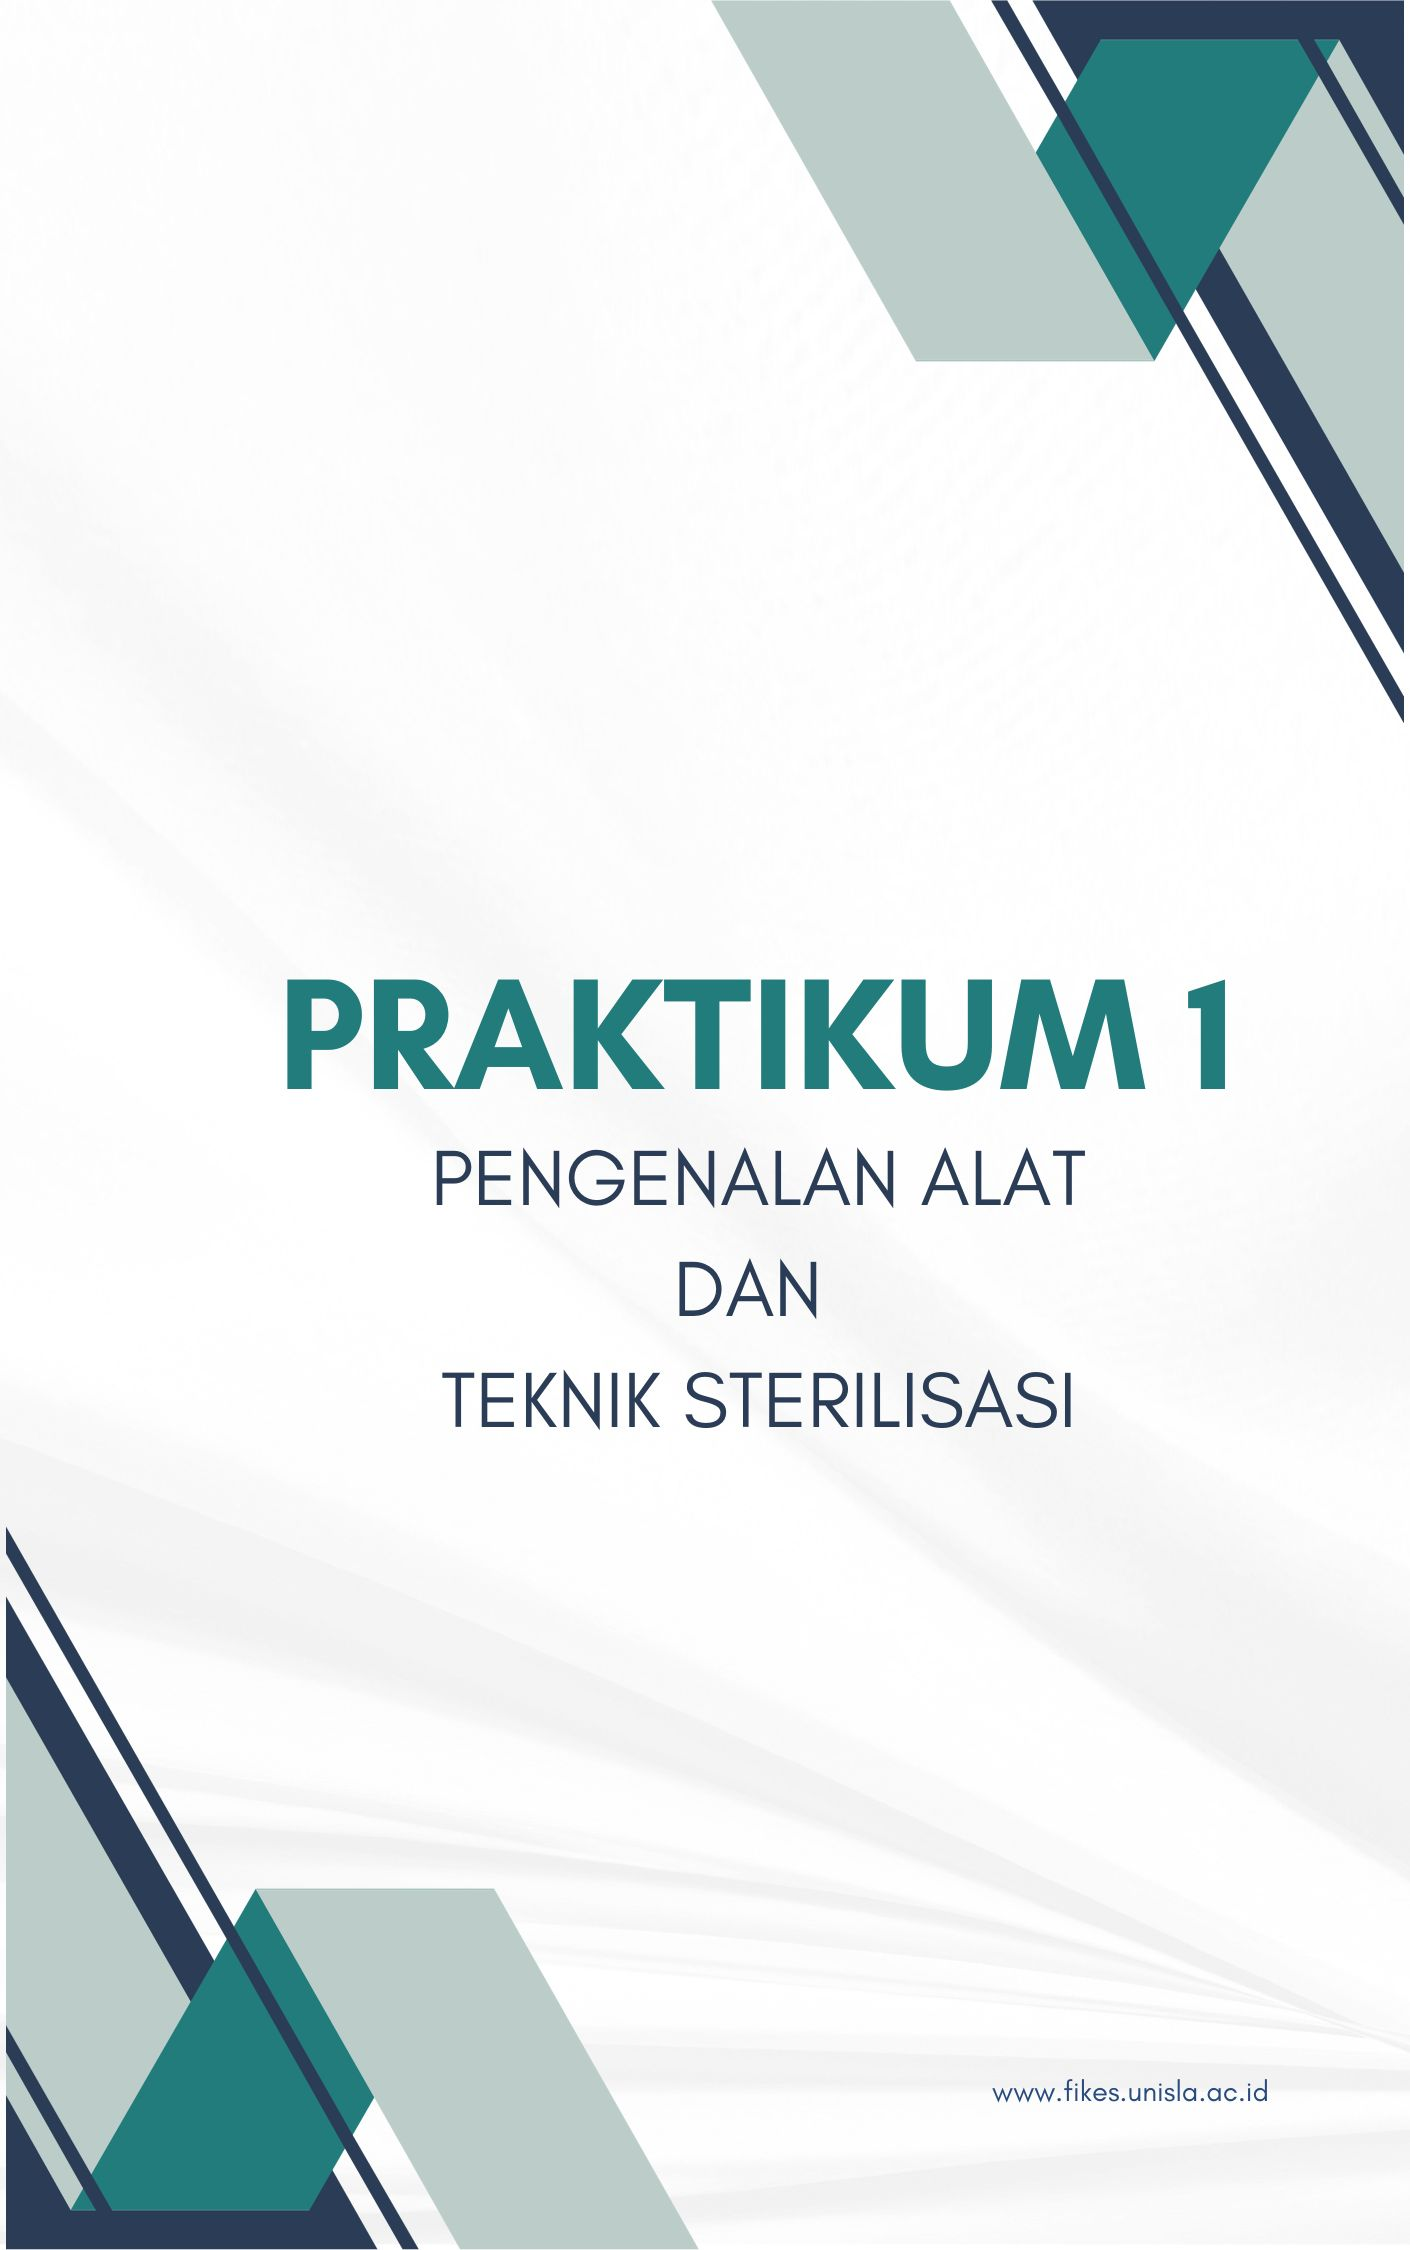 PRAKTIKUM 1
PENGENALAN ALAT
DAN
TEKNIK STERILISASI
www.fikes.unisla.ac.id